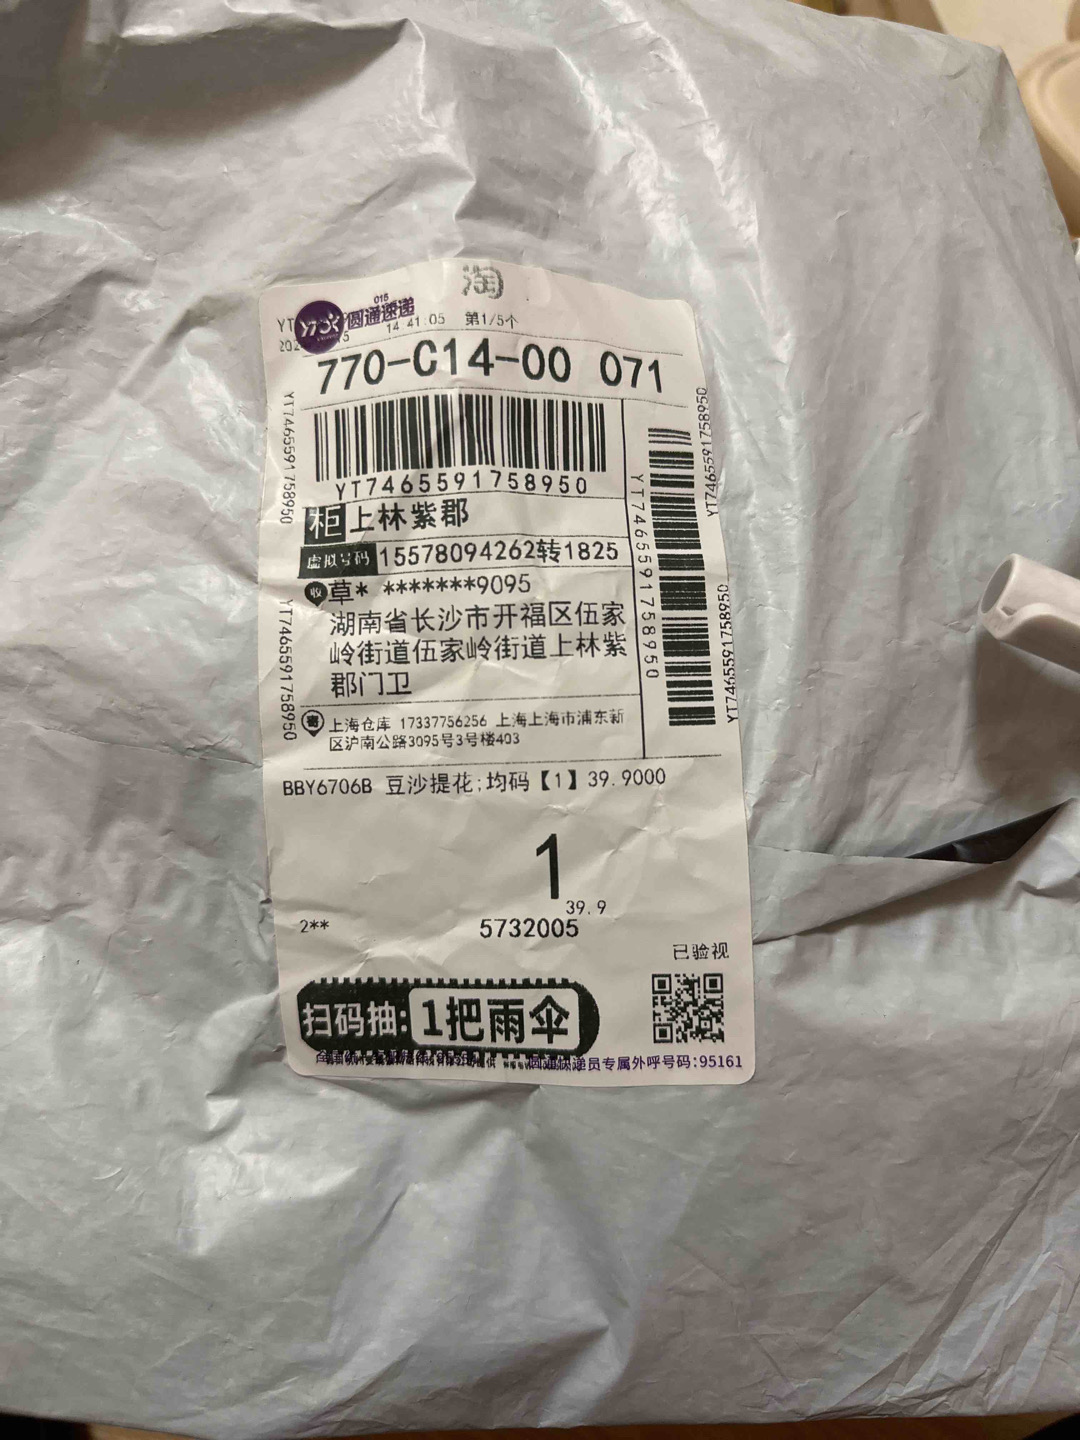 淘
圆通速递
14:41:05 第1/5个
770-C14-00 071
YT7465591758950
柜 上林紫郡
虚拟号码 15578094262转1825
收 草* *******9095
湖南省长沙市开福区伍家
岭街道伍家岭街道上林紫
郡门卫
寄 上海仓库 17337756256 上海上海市浦东新
区沪南公路3095号3号楼403
YT7465591758950
YT7465591758950
YT7465591758950
YT7465591758950
YT7465591758950
BBY6706B 豆沙提花;均码【1】39.9000
1
39.9
2** 5732005
已验视
扫码抽: 1把雨伞
圆通快递员专属外呼号码:95161